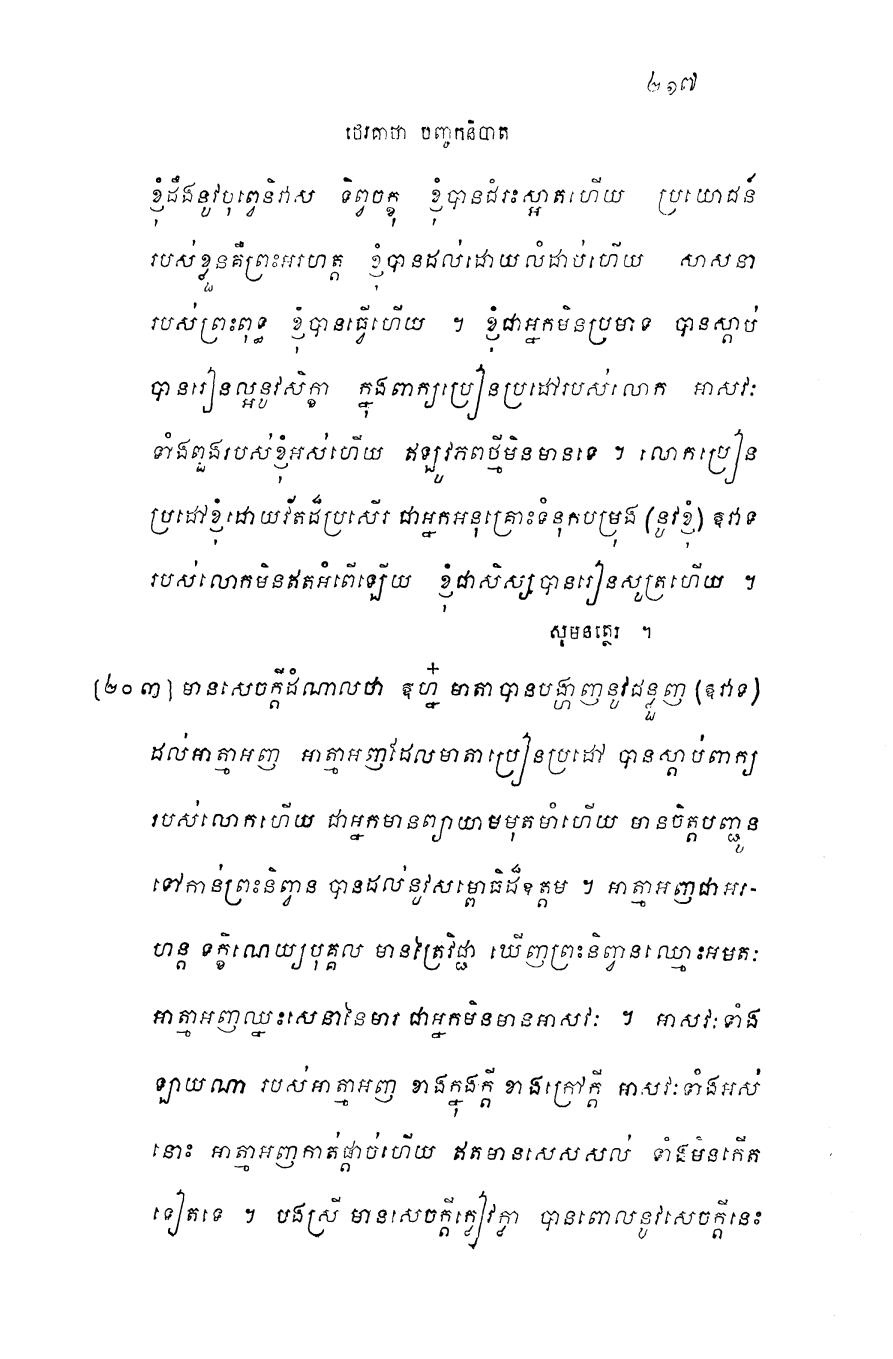 ២១៧
ថេរគាថា បញ្ចកនិបាត
ខ្ញុំដឹងនូវបុព្វេនិវាស ទិព្វចក្ខុ ខ្ញុំបានជំរះស្អាតហើយ ប្រយោជន៍
របស់ខ្លួនគឺព្រះអរហត្ត ខ្ញុំបានដល់ដោយលំដាប់ហើយ សាសនា
របស់ព្រះពុទ្ធ ខ្ញុំបានធ្វើហើយ ។ ខ្ញុំជាអ្នកមិនប្រមាទ បានស្តាប់
បានរៀនល្អនូវសិក្ខា ក្នុងពាក្យប្រៀនប្រដៅរបស់លោក អាសវៈ
ទាំងពួងរបស់ខ្ញុំអស់ហើយ ឥឡូវភពថ្មីមិនមានទេ ។ លោកប្រៀន
ប្រដៅខ្ញុំដោយវ័តដ៏ប្រសើរ ជាអ្នកអនុគ្រោះទំនុកបម្រុង (នូវខ្ញុំ) ឱវាទ
របស់លោកមិនឥតអំពើឡើយ ខ្ញុំជាសិស្សបានរៀនសូត្រហើយ ។
សុមនត្ថេរ ។
[២០៣] មានសេចក្តីដំណាលថា ឱហ្ន៎ មាតាបានបង្ហាញនូវជន្លួញ (ឱវាទ)
ដល់អាត្មាអញ អាត្មាអញដែលមាតាប្រៀនប្រដៅ បានស្តាប់ពាក្យ
របស់លោកហើយ ជាអ្នកមានព្យាយាមមុតមាំហើយ មានចិត្តបញ្ជូន
ទៅកាន់ព្រះនិព្វាន បានដល់នូវសម្ពោធិដ៏ឧត្តម ។ អាត្មាអញជាអរ-
ហន្ត ទក្ខិណេយ្យបុគ្គល មានត្រៃវិជ្ជា ឃើញព្រះនិព្វានឈ្មោះអមតៈ
អាត្មាអញឈ្នះសេនានៃមារ ជាអ្នកមិនមានអាសវៈ ។ អាសវៈទាំង
ឡាយណា របស់អាត្មាអញ ខាងក្នុងក្តី ខាងក្រៅក្តី អាសវៈទាំងអស់
នោះ អាត្មាអញកាត់ផ្តាច់ហើយ ឥតមានសេសសល់ ទាំងមិនកើត
ទៀតទេ ។ បងស្រី មានសេចក្តីក្លៀវក្លា បានពោលនូវសេចក្តីនេះ